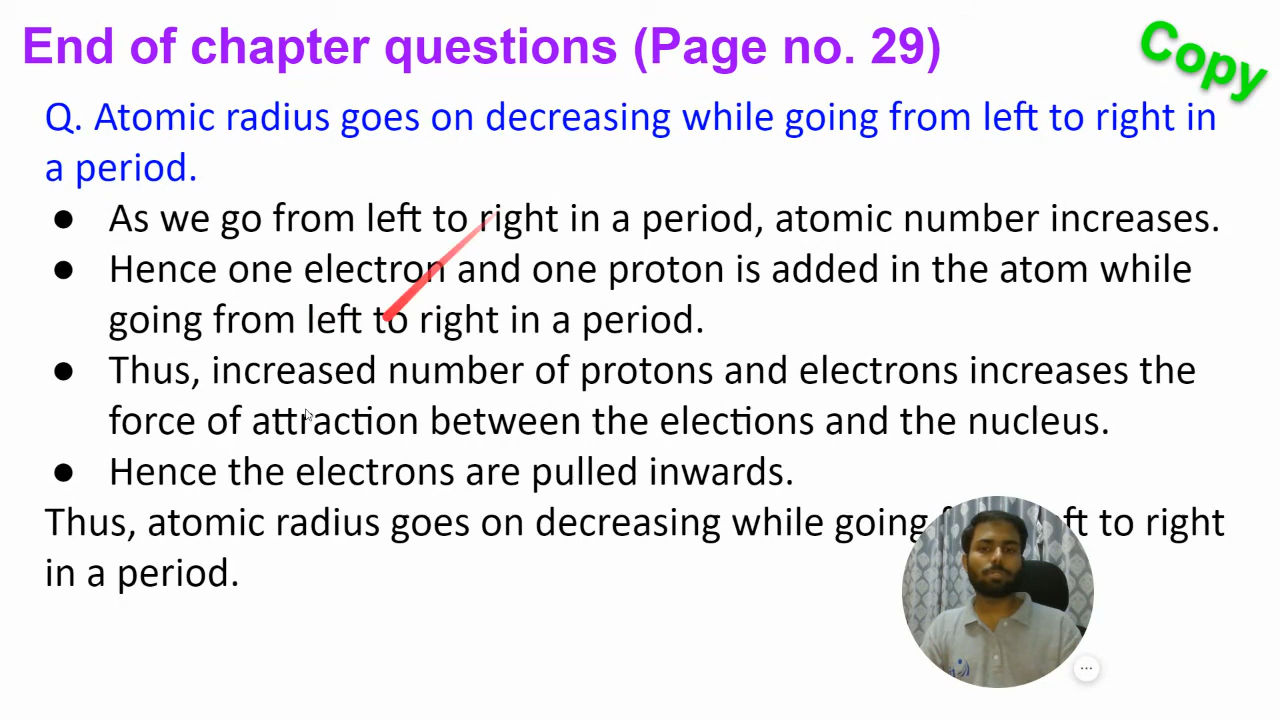 End of chapter questions (Page no. 29)
Copy
Q. Atomic radius goes on decreasing while going from left to right in
a period.
● As we go from left to right in a period, atomic number increases.
● Hence one electron and one proton is added in the atom while
going from left to right in a period.
● Thus, increased number of protons and electrons increases the
force of attraction between the elections and the nucleus.
● Hence the electrons are pulled inwards.
Thus, atomic radius goes on decreasing while going left to right
in a period.